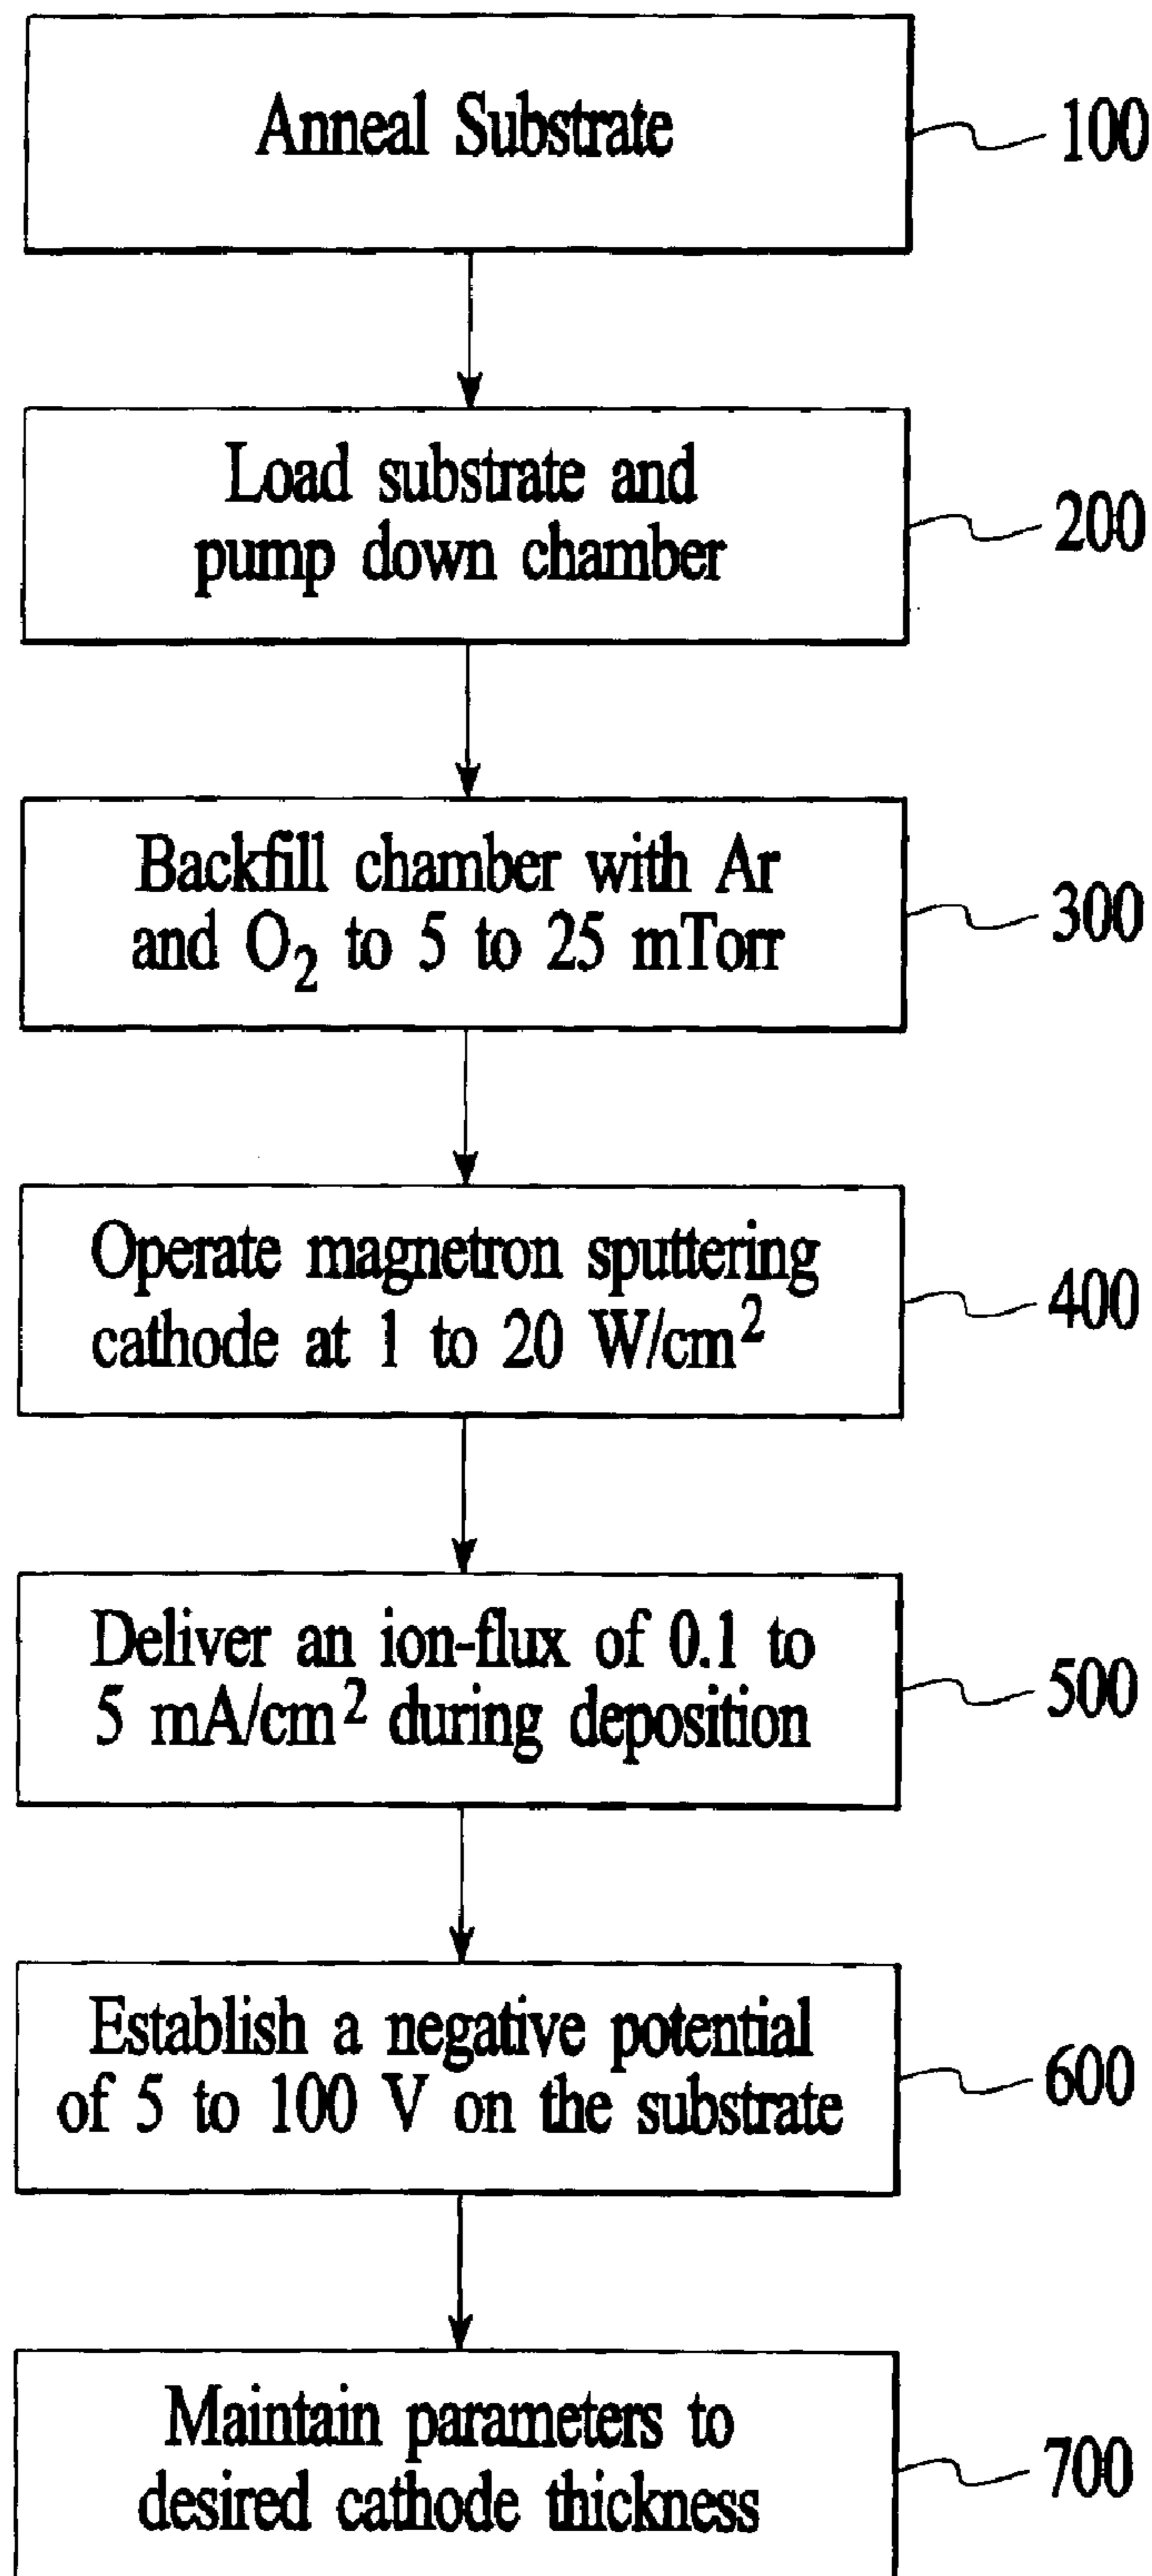 Anneal Substrate
100
Load substrate and
pump down chamber
200
Backfill chamber with Ar
and O₂ to 5 to 25 mTorr
300
Operate magnetron sputtering
cathode at 1 to 20 W/cm²
400
Deliver an ion-flux of 0.1 to
5 mA/cm² during deposition
500
Establish a negative potential
of 5 to 100 V on the substrate
600
Maintain parameters to
desired cathode thickness
700